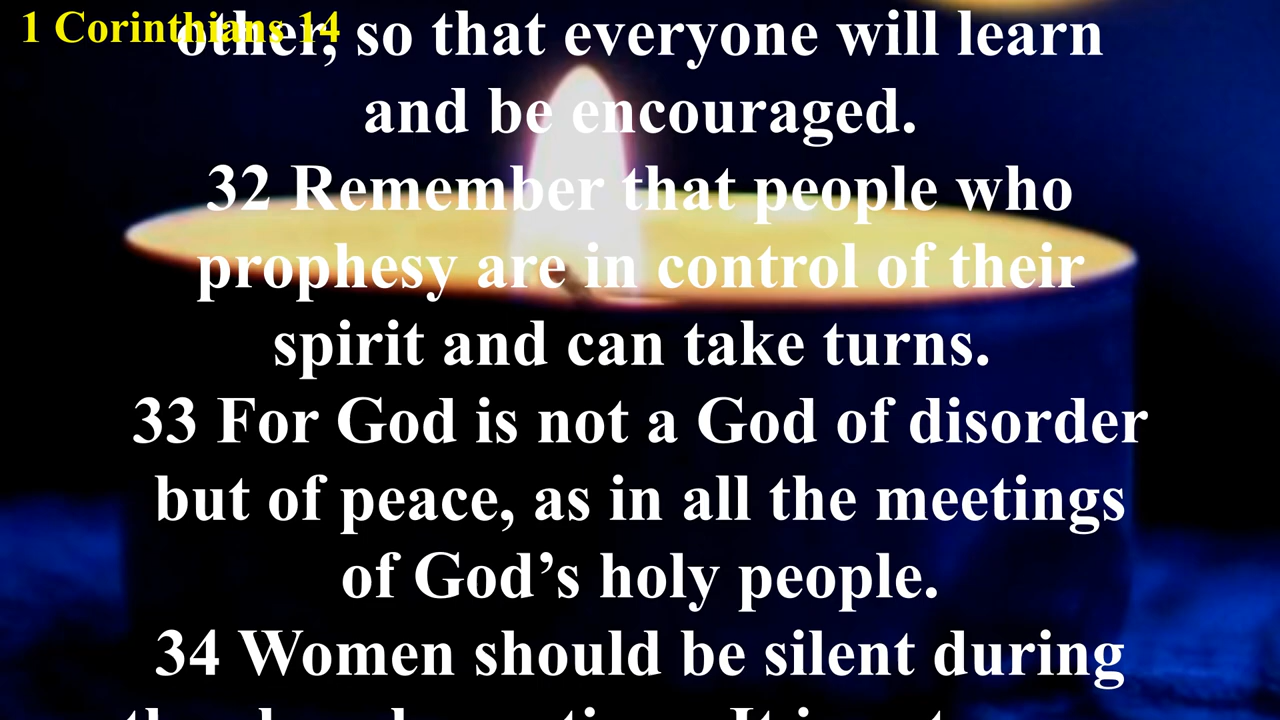 1 Corinthians 14
other, so that everyone will learn
and be encouraged.
32 Remember that people who
prophesy are in control of their
spirit and can take turns.
33 For God is not a God of disorder
but of peace, as in all the meetings
of God’s holy people.
34 Women should be silent during